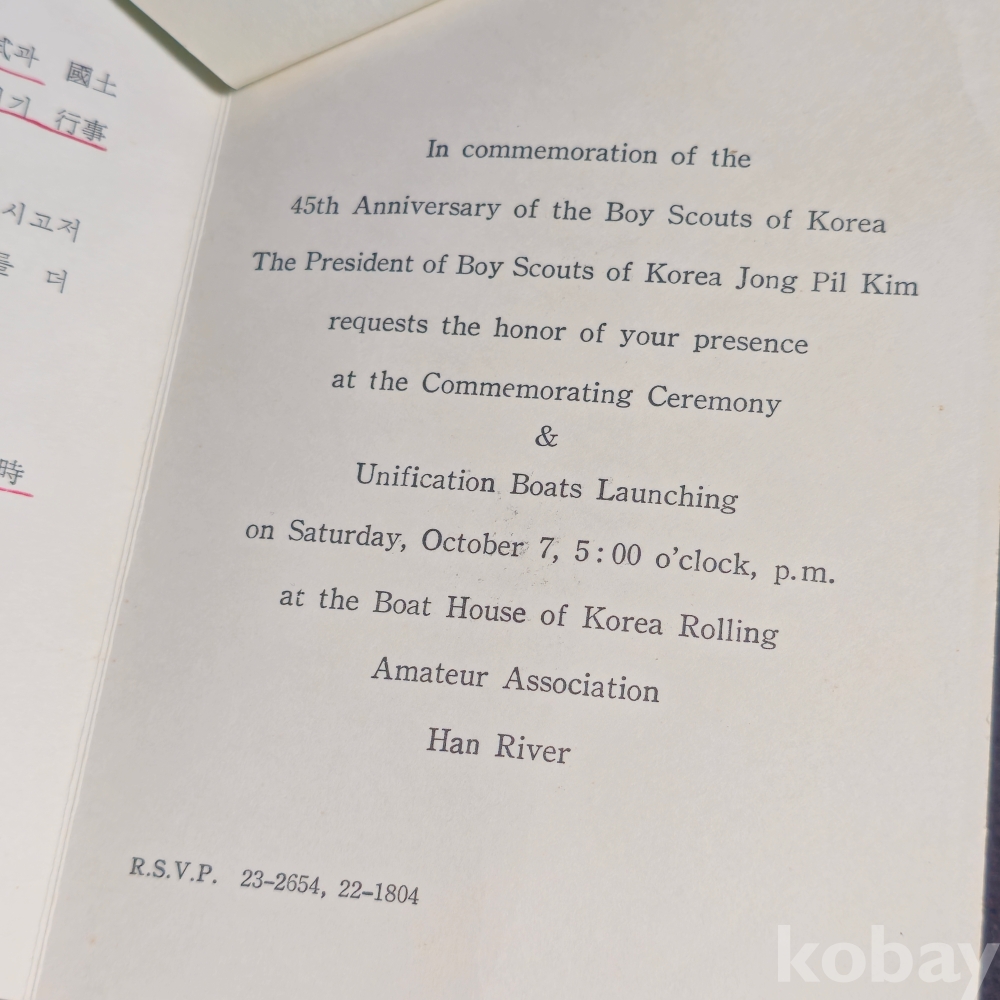 式과 國土
기 行事
시고저
를 더
時
In commemoration of the
45th Anniversary of the Boy Scouts of Korea
The President of Boy Scouts of Korea Jong Pil Kim
requests the honor of your presence
at the Commemorating Ceremony
&
Unification Boats Launching
on Saturday, October 7, 5:00 o'clock, p.m.
at the Boat House of Korea Rolling
Amateur Association
Han River
R.S.V.P. 23-2654, 22-1804
kobay